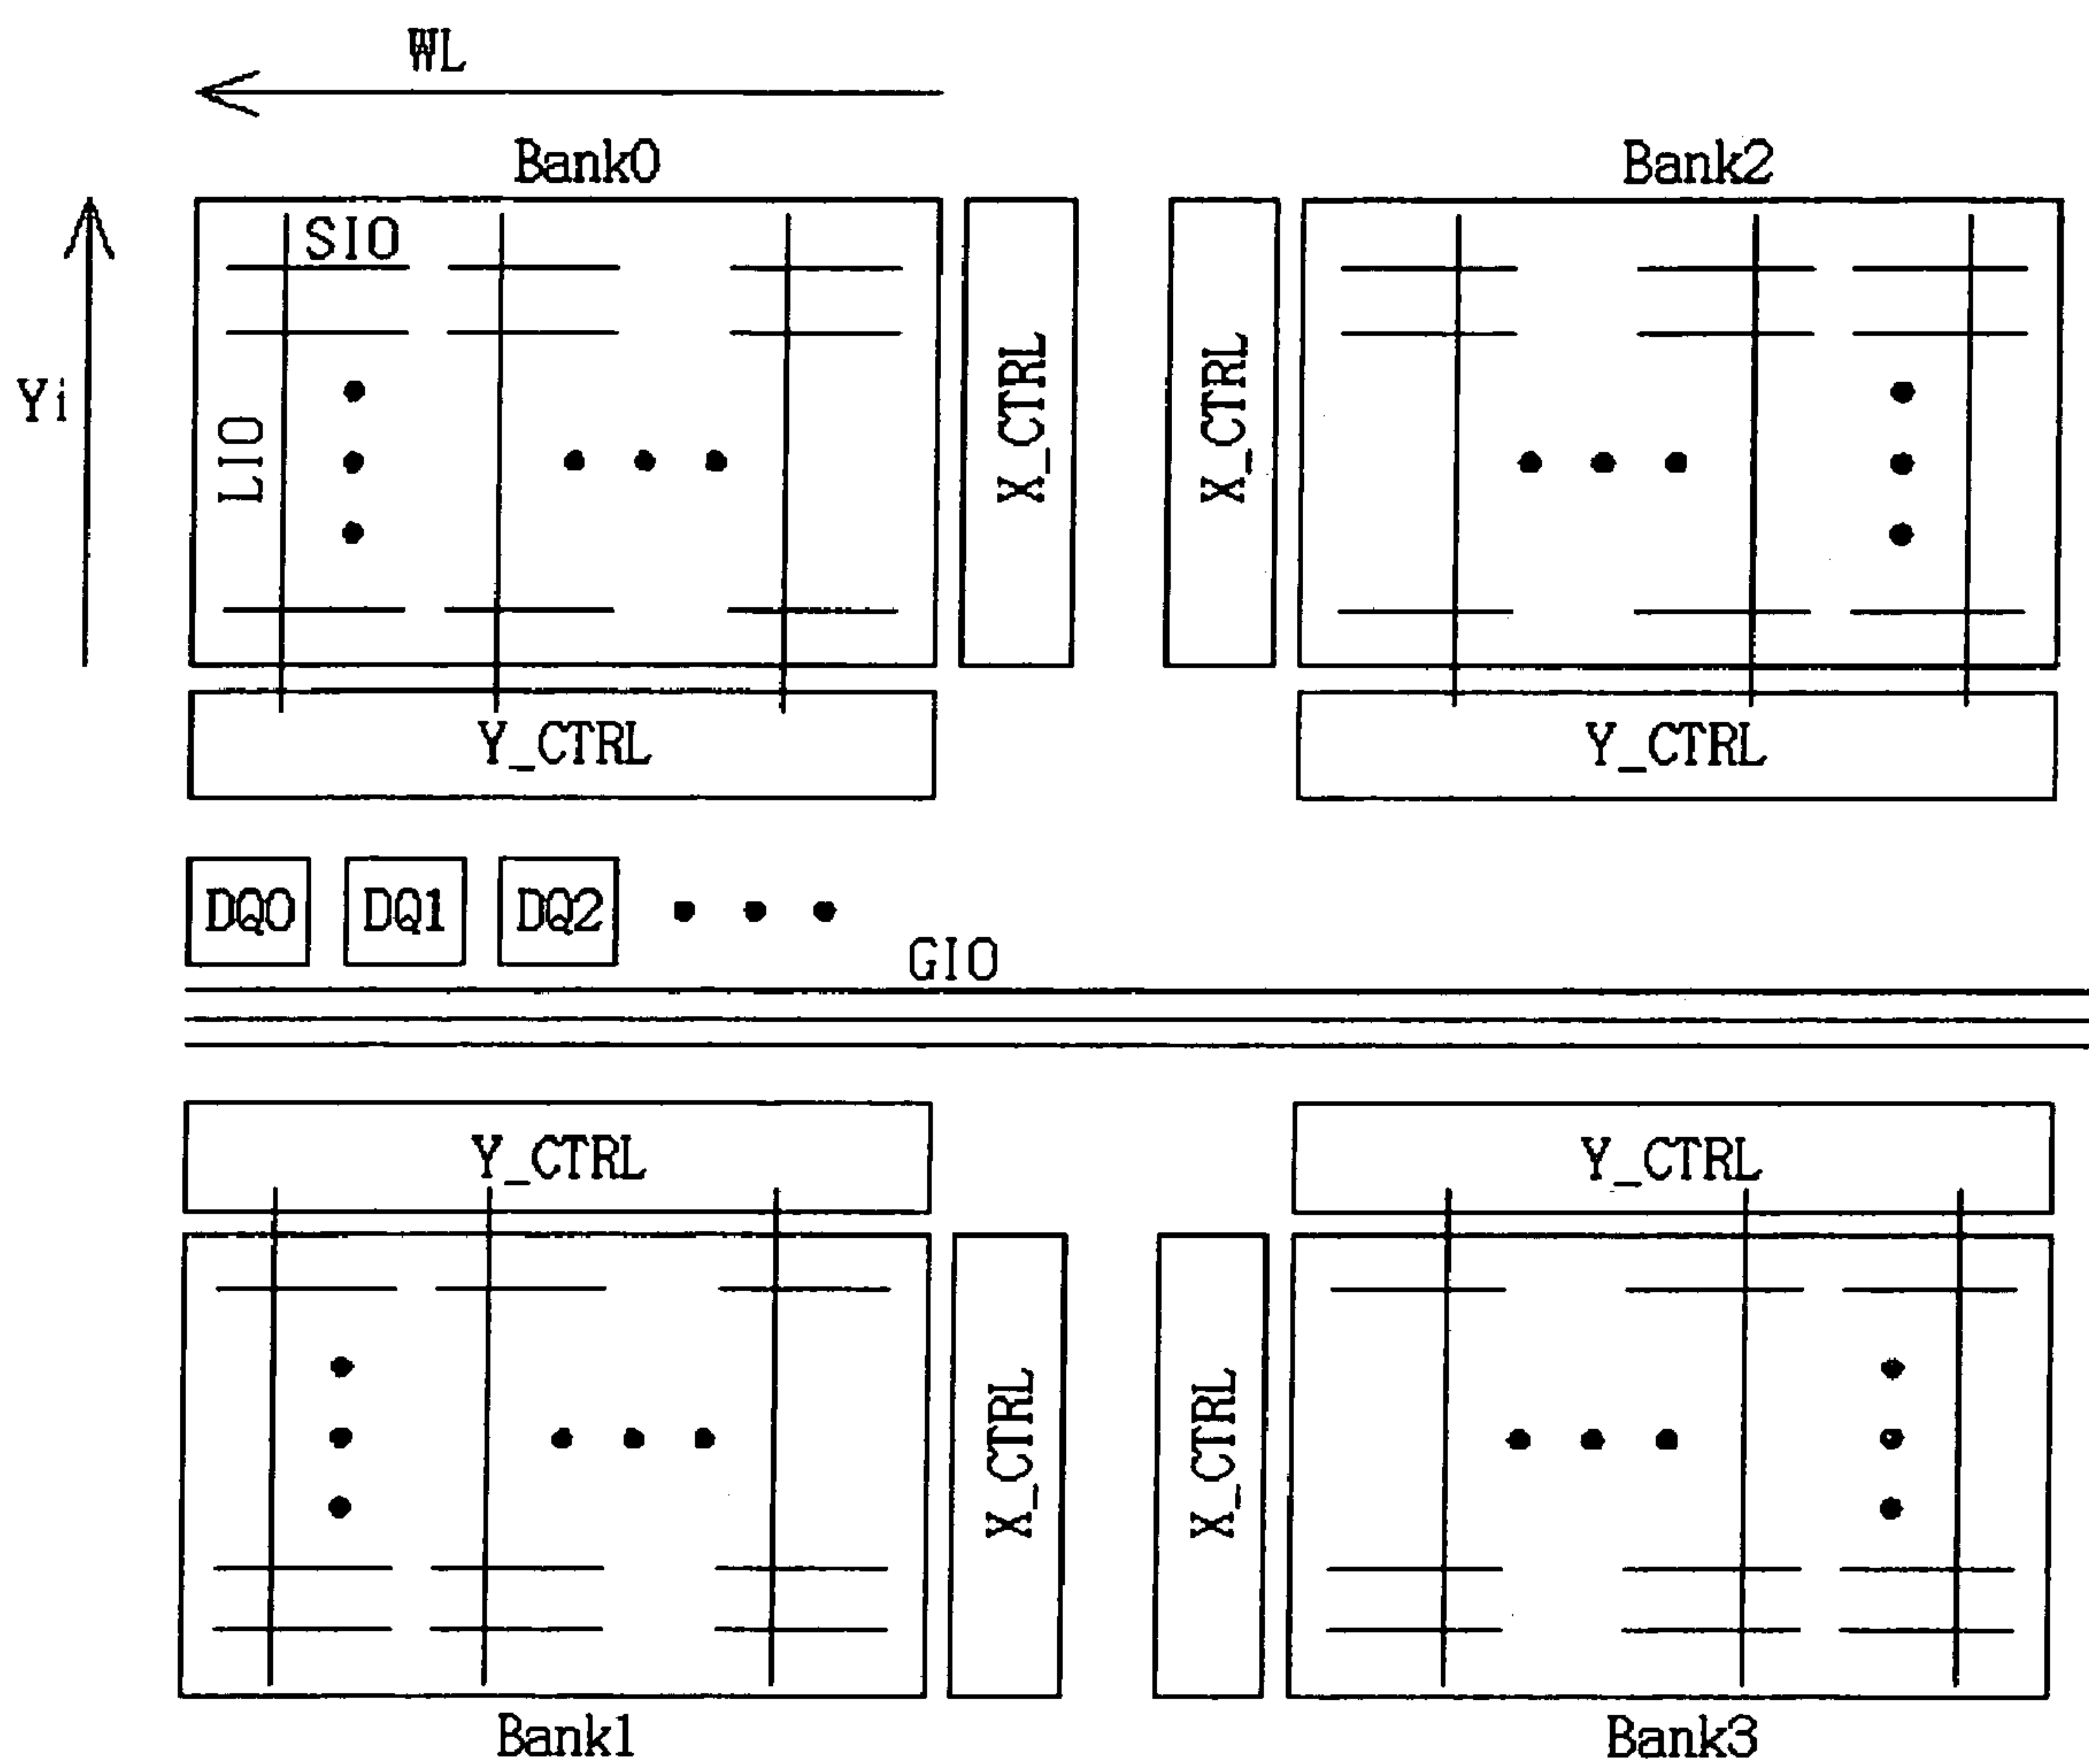 WL
Bank0
Bank2
SIO
Yi
LIO
X_CTRL
X_CTRL
Y_CTRL
Y_CTRL
DQ0
DQ1
DQ2
GIO
Y_CTRL
Y_CTRL
X_CTRL
X_CTRL
Bank1
Bank3